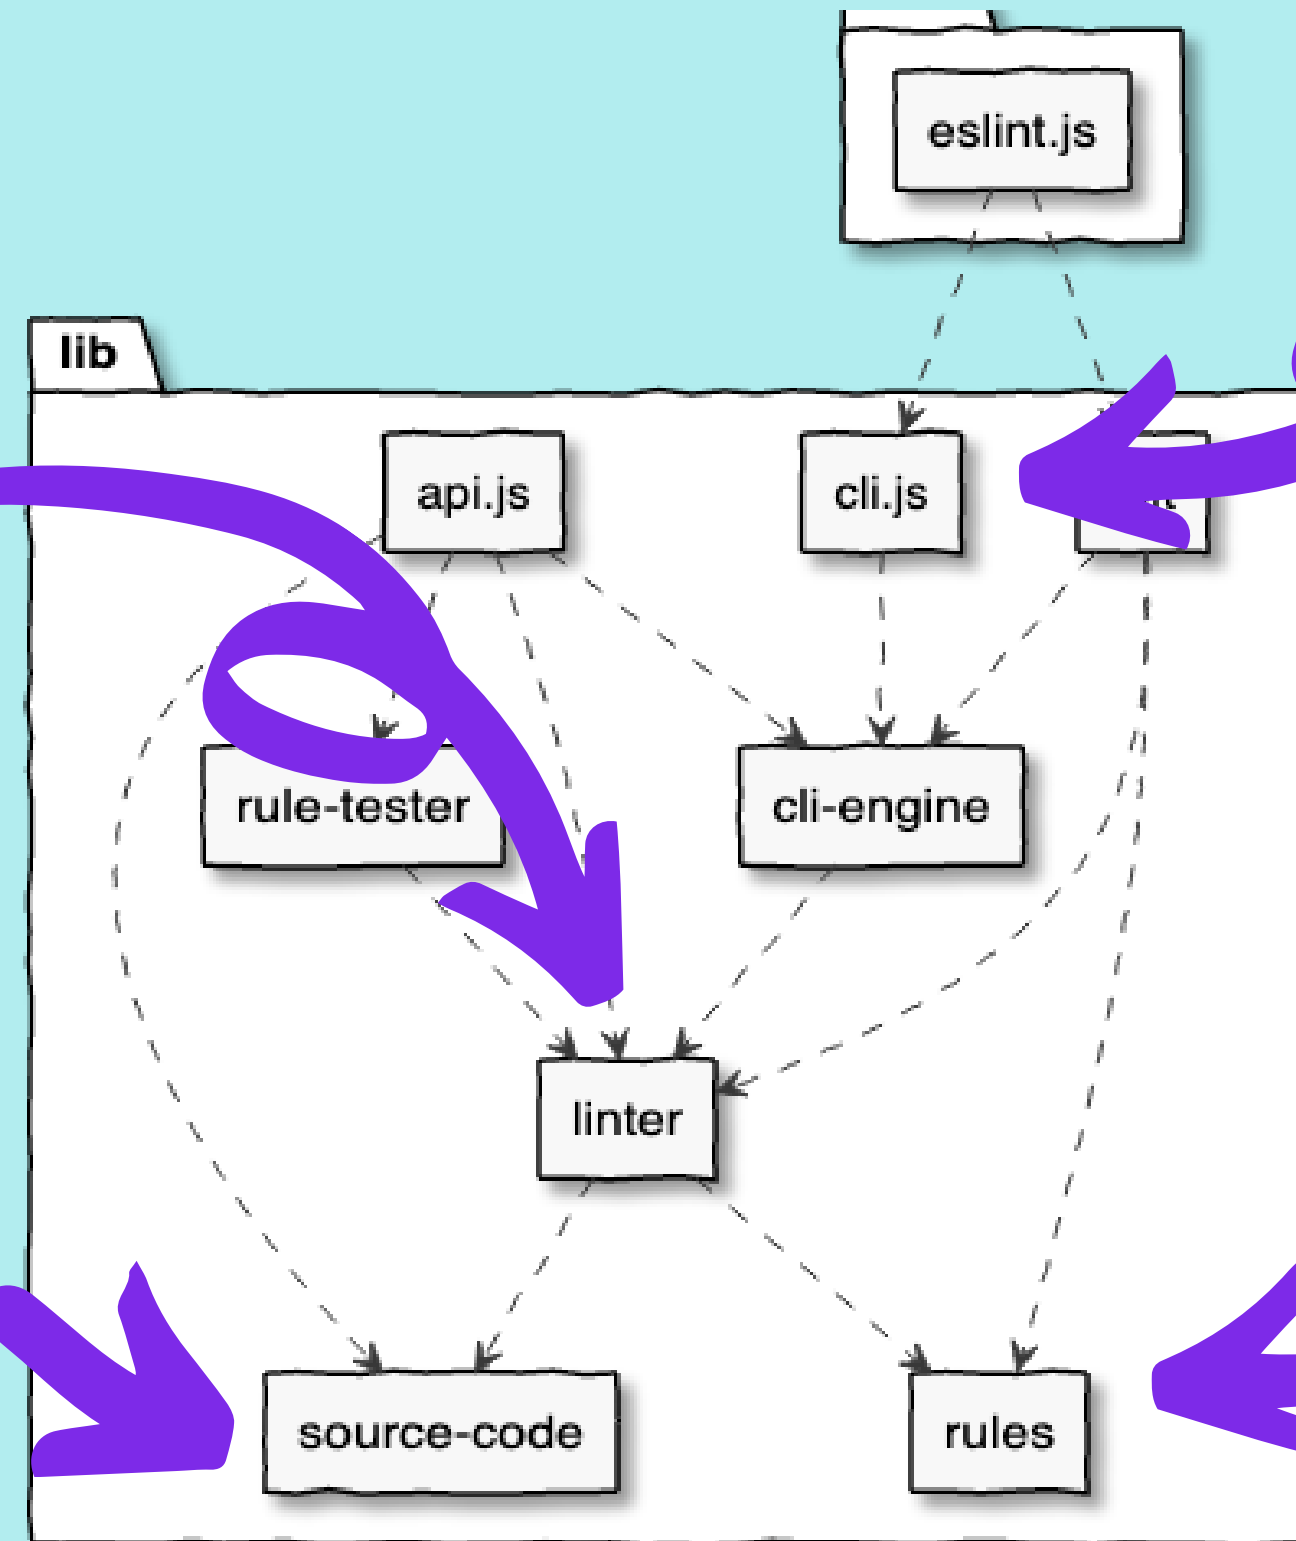 eslint.js
lib
api.js
cli.js
rule-tester
cli-engine
linter
source-code
rules